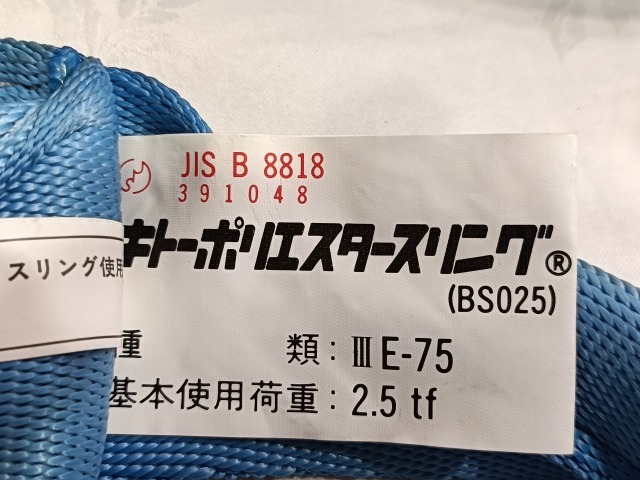 JIS B 8818
391048
キトーポリエスタースリング®
(BS025)
スリング使用
種 類：ⅢE-75
基本使用荷重：2.5 tf